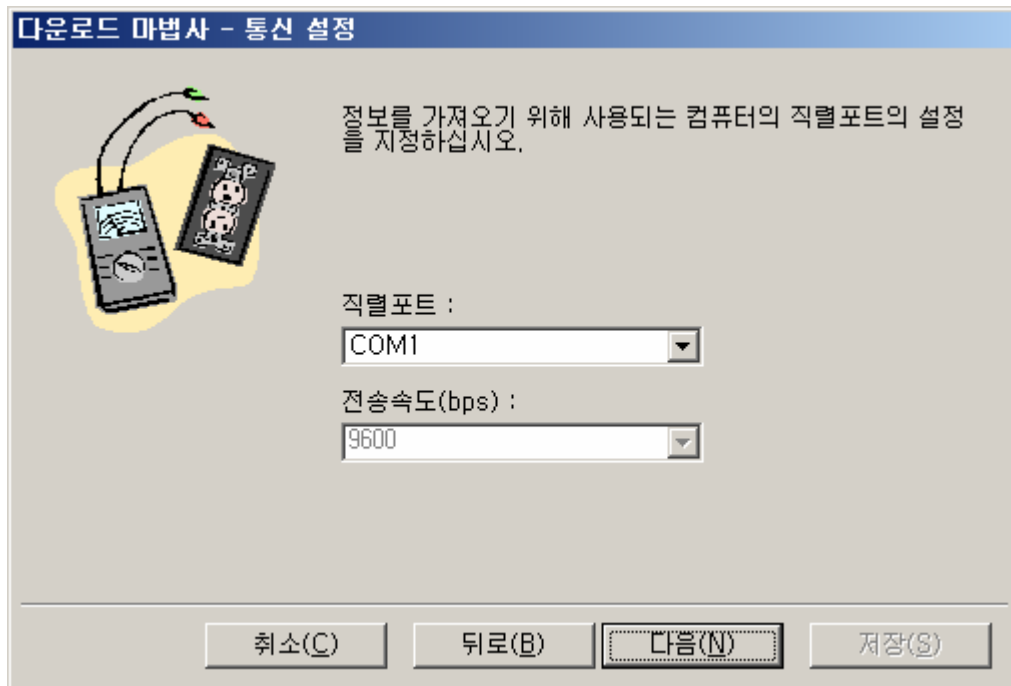 다운로드 마법사 - 통신 설정
정보를 가져오기 위해 사용되는 컴퓨터의 직렬포트의 설정
을 지정하십시오.
직렬포트 :
COM1
전송속도(bps) :
9600
취소(C) 뒤로(B) 다음(N) 저장(S)